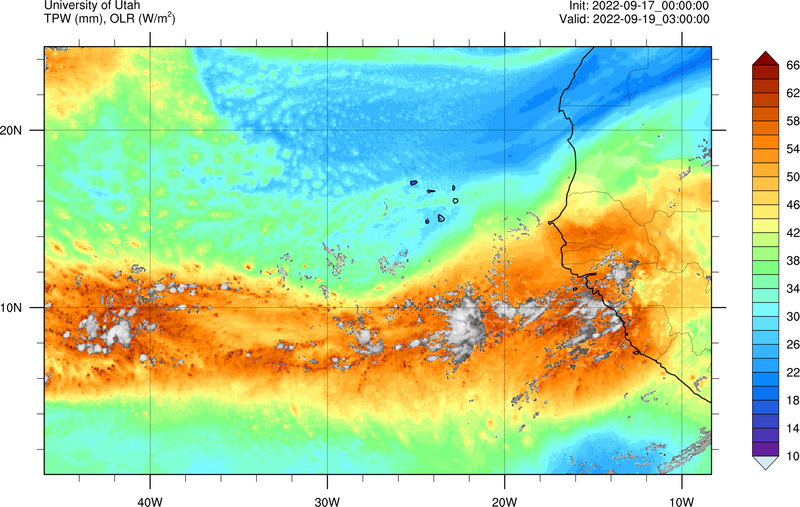 University of Utah
Init: 2022-09-17_00:00:00
TPW (mm), OLR (W/m²)
Valid: 2022-09-19_03:00:00
20N
10N
40W 30W 20W 10W
66
62
58
54
50
46
42
38
34
30
26
22
18
14
10